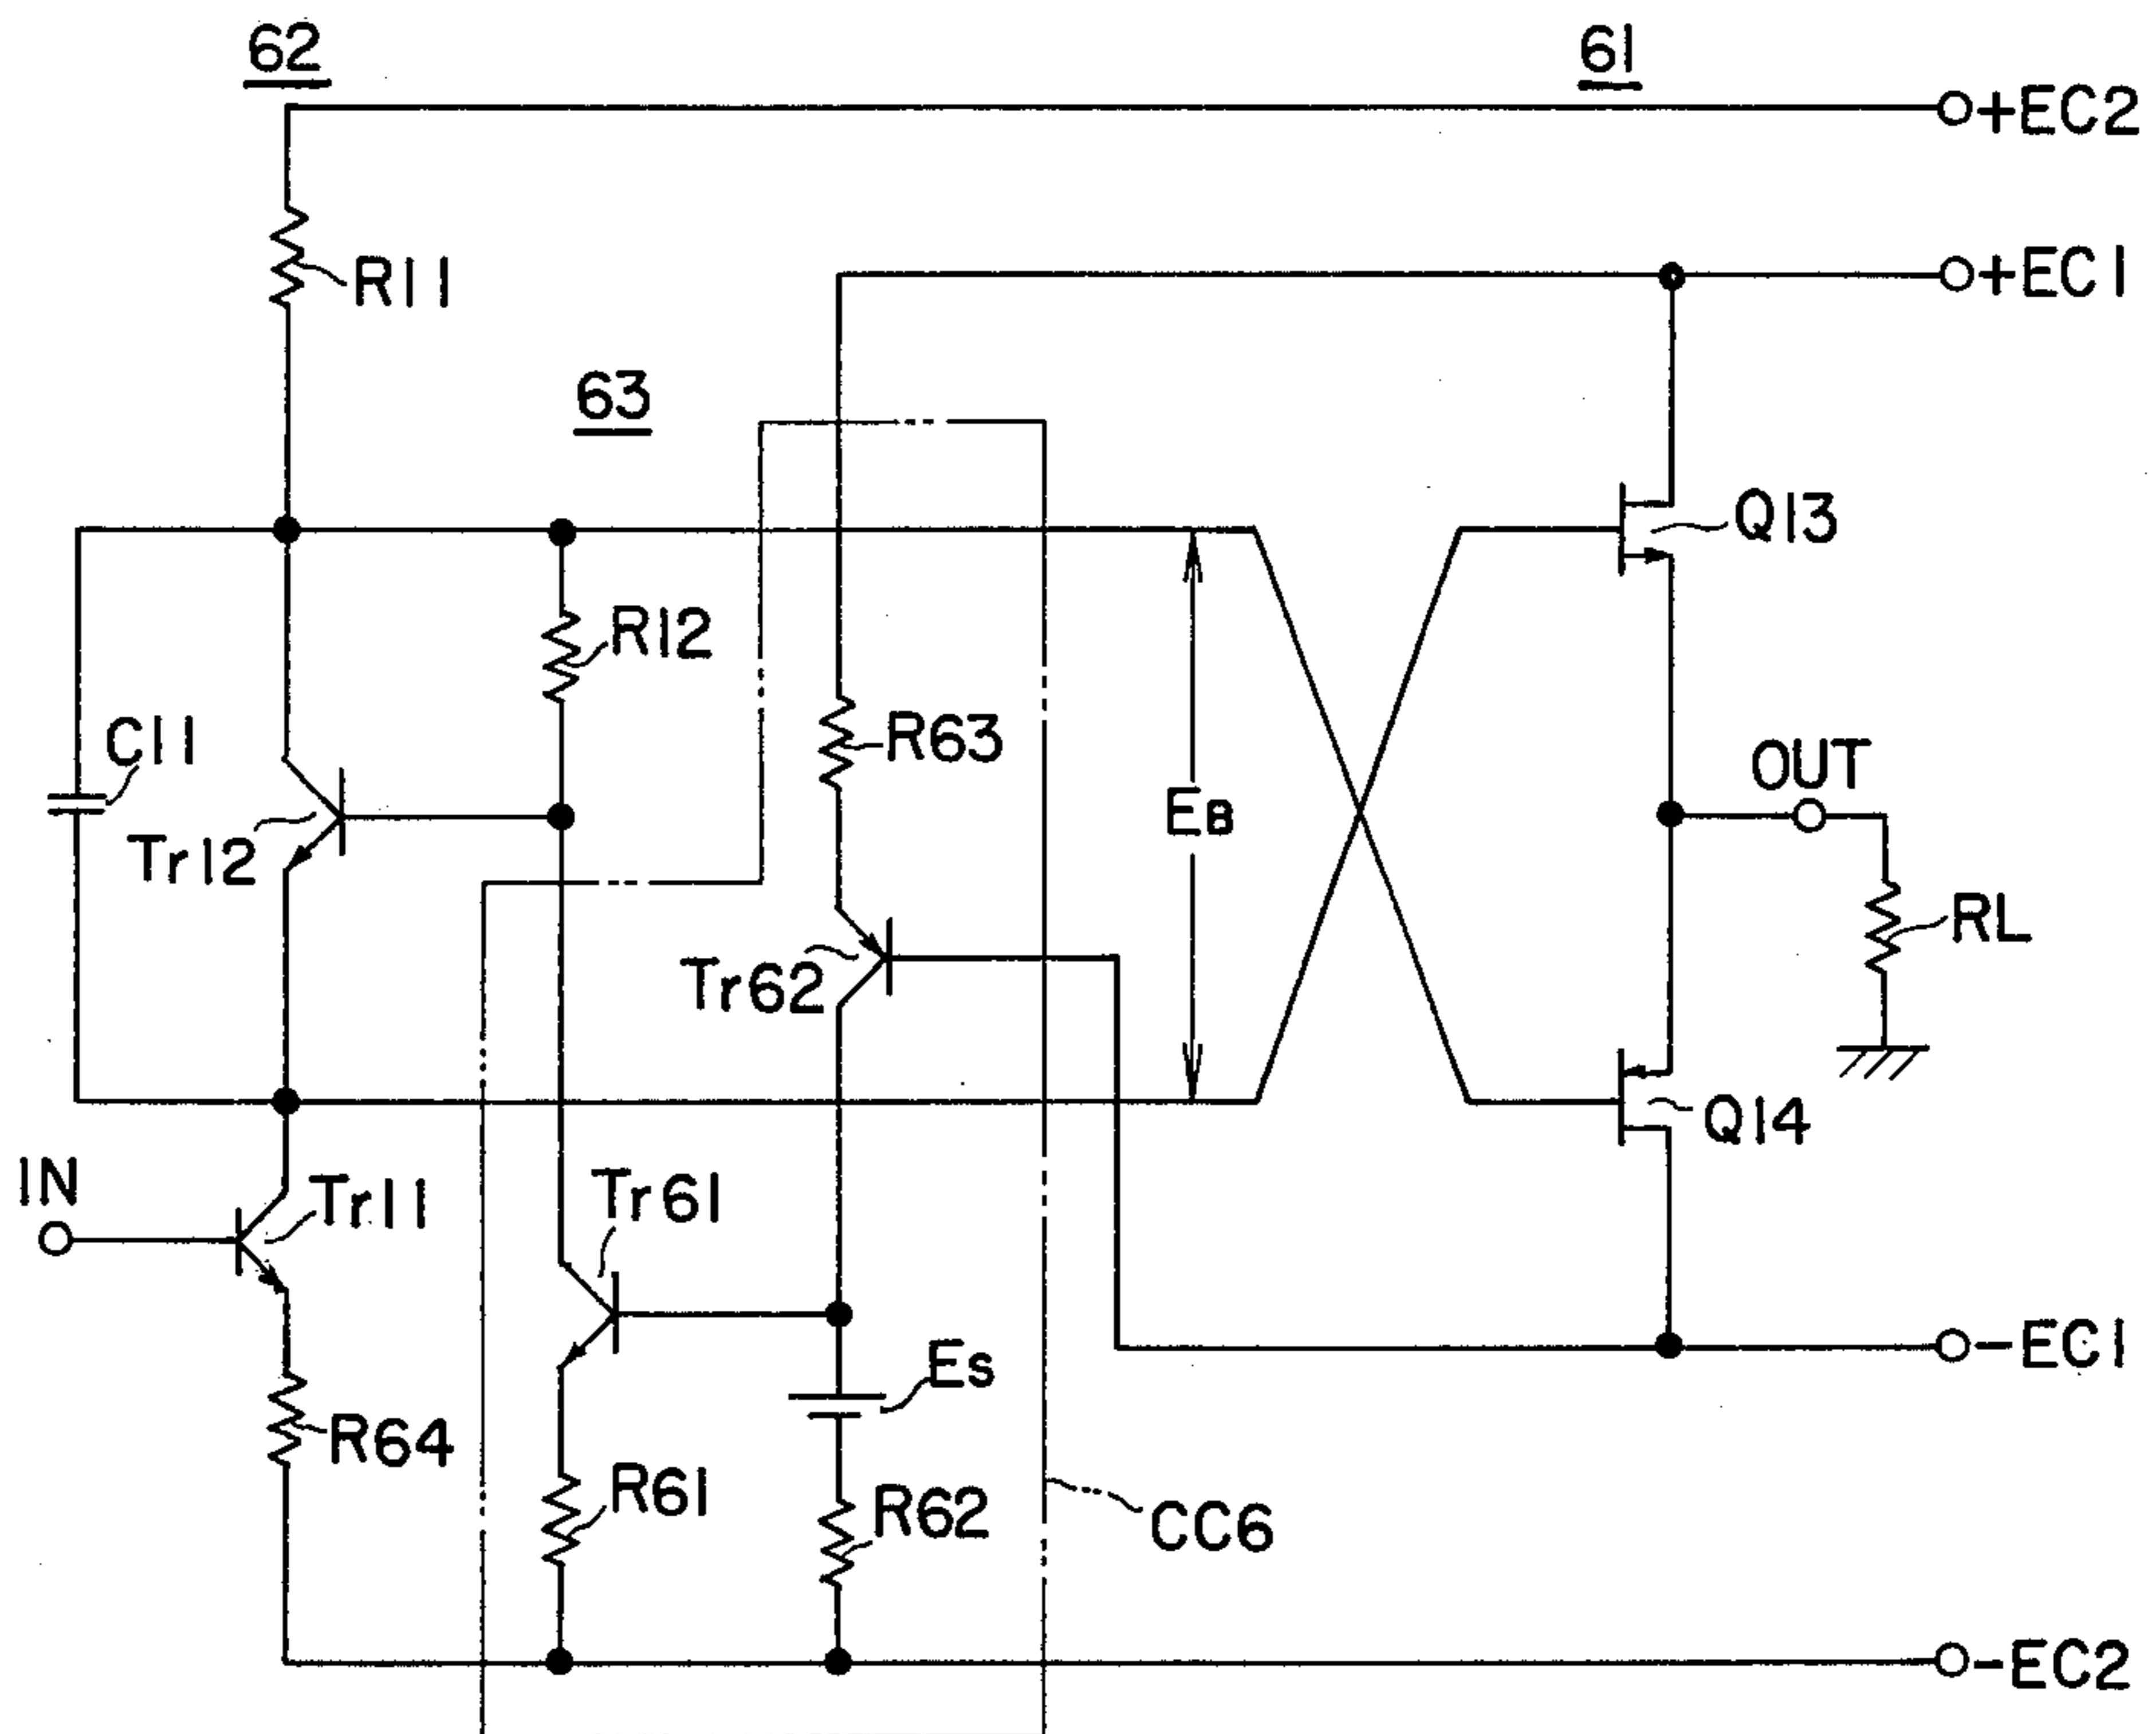 62
61
+EC2
+EC1
R11
63
Q13
R12
C11
R63
OUT
EB
Tr12
RL
Tr62
Q14
IN
Tr11
Tr61
-EC1
Es
R64
R61
R62
CC6
-EC2